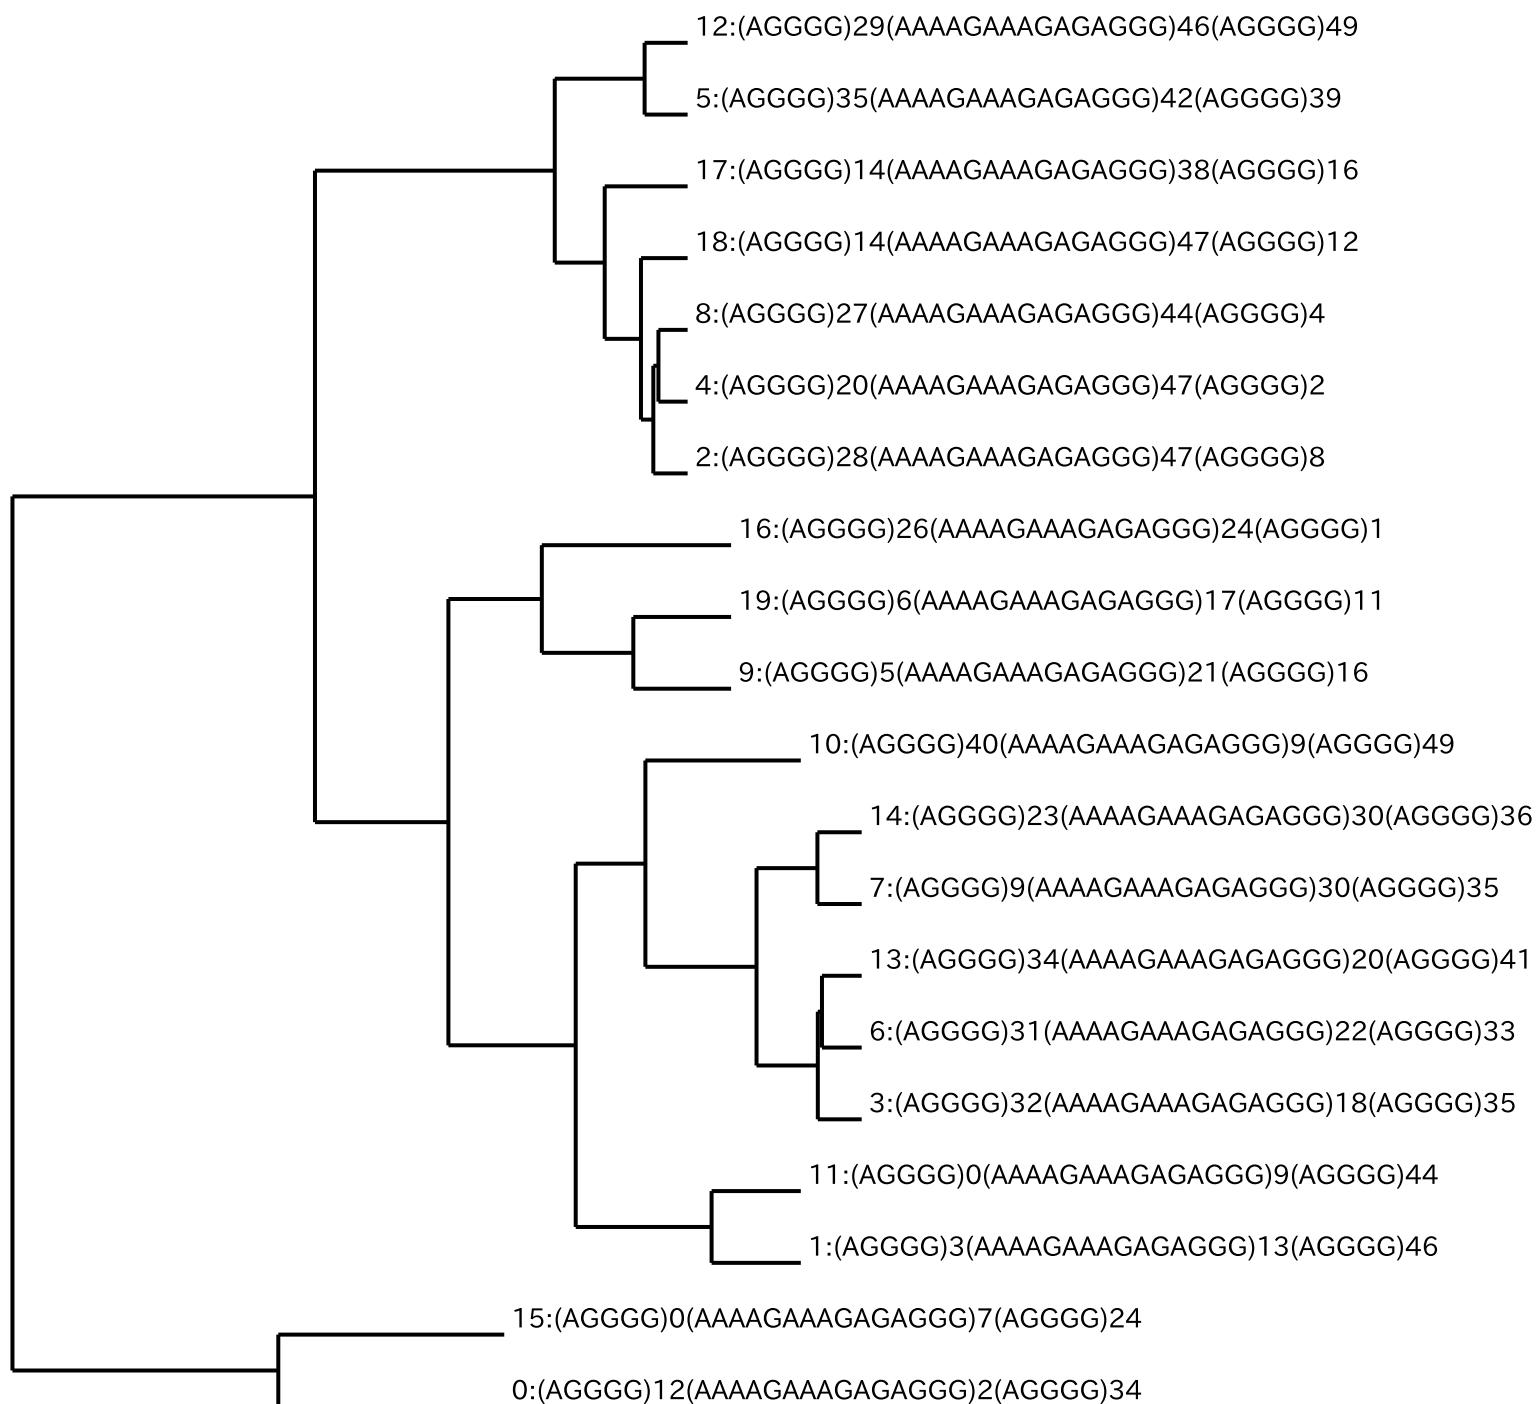 12:(AGGGG)29(AAAAGAAAGAGAGGG)46(AGGGG)49
5:(AGGGG)35(AAAAGAAAGAGAGGG)42(AGGGG)39
17:(AGGGG)14(AAAAGAAAGAGAGGG)38(AGGGG)16
18:(AGGGG)14(AAAAGAAAGAGAGGG)47(AGGGG)12
8:(AGGGG)27(AAAAGAAAGAGAGGG)44(AGGGG)4
4:(AGGGG)20(AAAAGAAAGAGAGGG)47(AGGGG)2
2:(AGGGG)28(AAAAGAAAGAGAGGG)47(AGGGG)8
16:(AGGGG)26(AAAAGAAAGAGAGGG)24(AGGGG)1
19:(AGGGG)6(AAAAGAAAGAGAGGG)17(AGGGG)11
9:(AGGGG)5(AAAAGAAAGAGAGGG)21(AGGGG)16
10:(AGGGG)40(AAAAGAAAGAGAGGG)9(AGGGG)49
14:(AGGGG)23(AAAAGAAAGAGAGGG)30(AGGGG)36
7:(AGGGG)9(AAAAGAAAGAGAGGG)30(AGGGG)35
13:(AGGGG)34(AAAAGAAAGAGAGGG)20(AGGGG)41
6:(AGGGG)31(AAAAGAAAGAGAGGG)22(AGGGG)33
3:(AGGGG)32(AAAAGAAAGAGAGGG)18(AGGGG)35
11:(AGGGG)0(AAAAGAAAGAGAGGG)9(AGGGG)44
1:(AGGGG)3(AAAAGAAAGAGAGGG)13(AGGGG)46
15:(AGGGG)0(AAAAGAAAGAGAGGG)7(AGGGG)24
0:(AGGGG)12(AAAAGAAAGAGAGGG)2(AGGGG)34